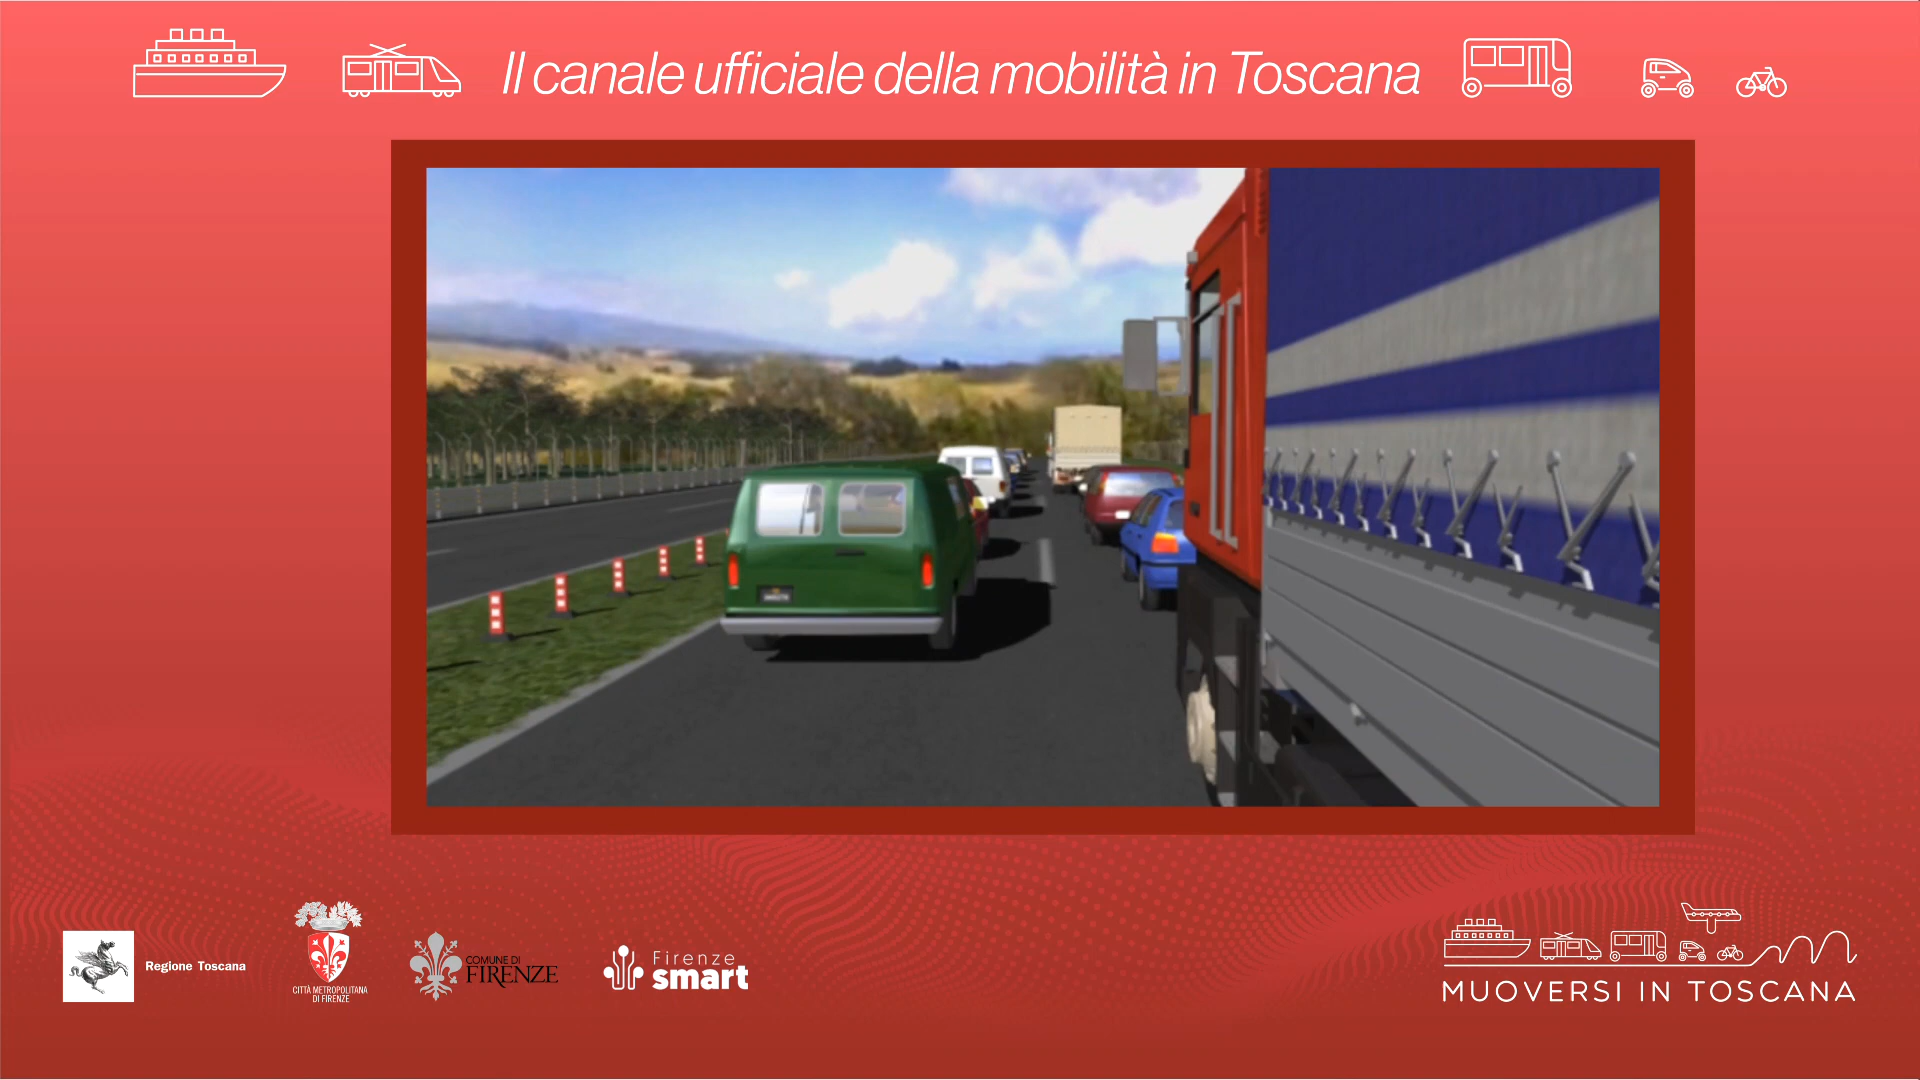 Il canale ufficiale della mobilità in Toscana
Regione Toscana
CITTÀ METROPOLITANA
DI FIRENZE
COMUNE DI
FIRENZE
Firenze
smart
MUOVERSI IN TOSCANA